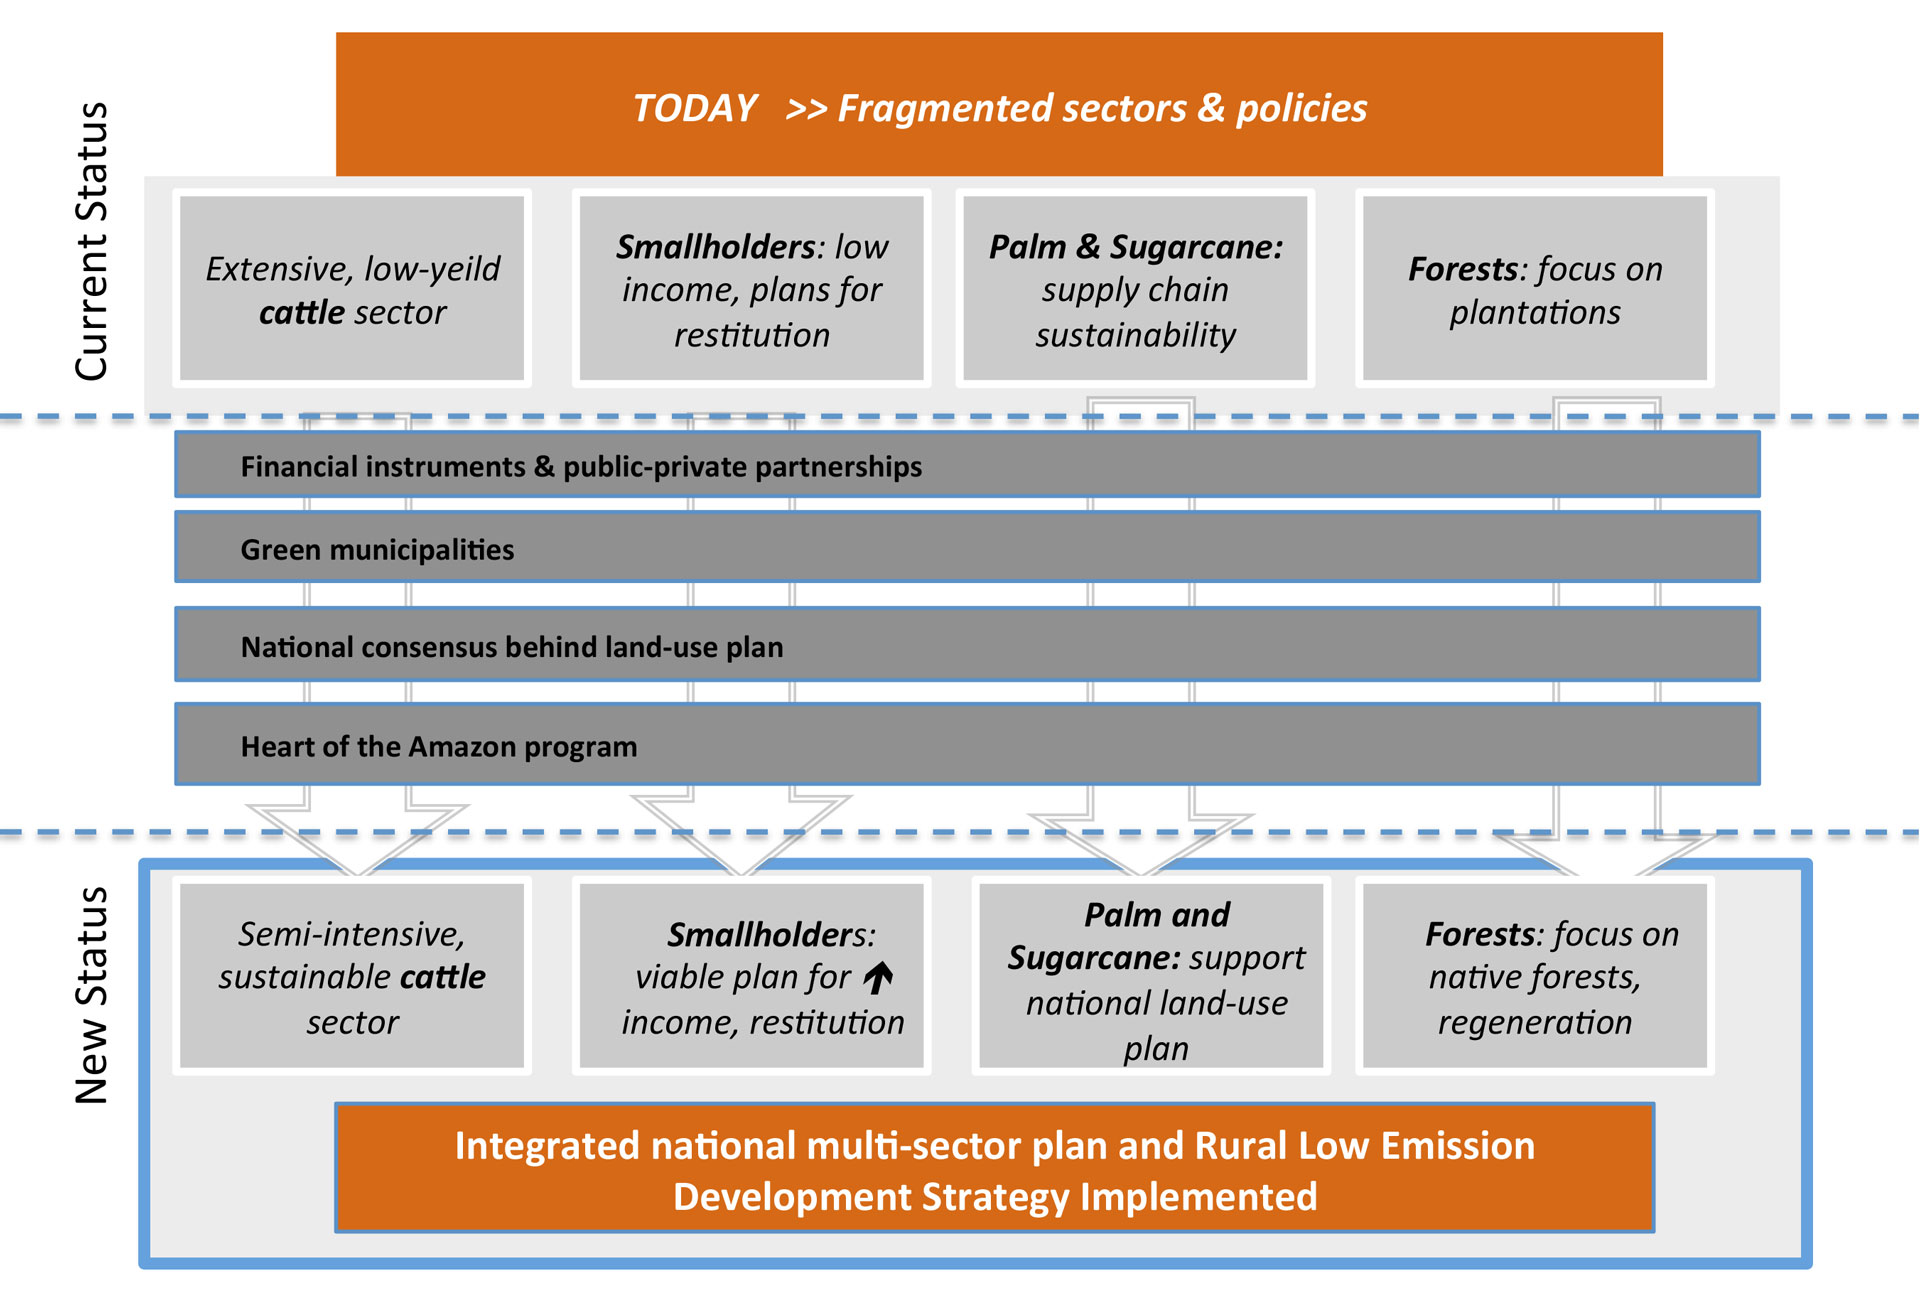 Current Status
TODAY >> Fragmented sectors & policies
Extensive, low-yeild
cattle sector
Smallholders: low
income, plans for
restitution
Palm & Sugarcane:
supply chain
sustainability
Forests: focus on
plantations
Financial instruments & public-private partnerships
Green municipalities
National consensus behind land-use plan
Heart of the Amazon program
New Status
Semi-intensive,
sustainable cattle
sector
Smallholders:
viable plan for ↑
income, restitution
Palm and
Sugarcane: support
national land-use
plan
Forests: focus on
native forests,
regeneration
Integrated national multi-sector plan and Rural Low Emission
Development Strategy Implemented